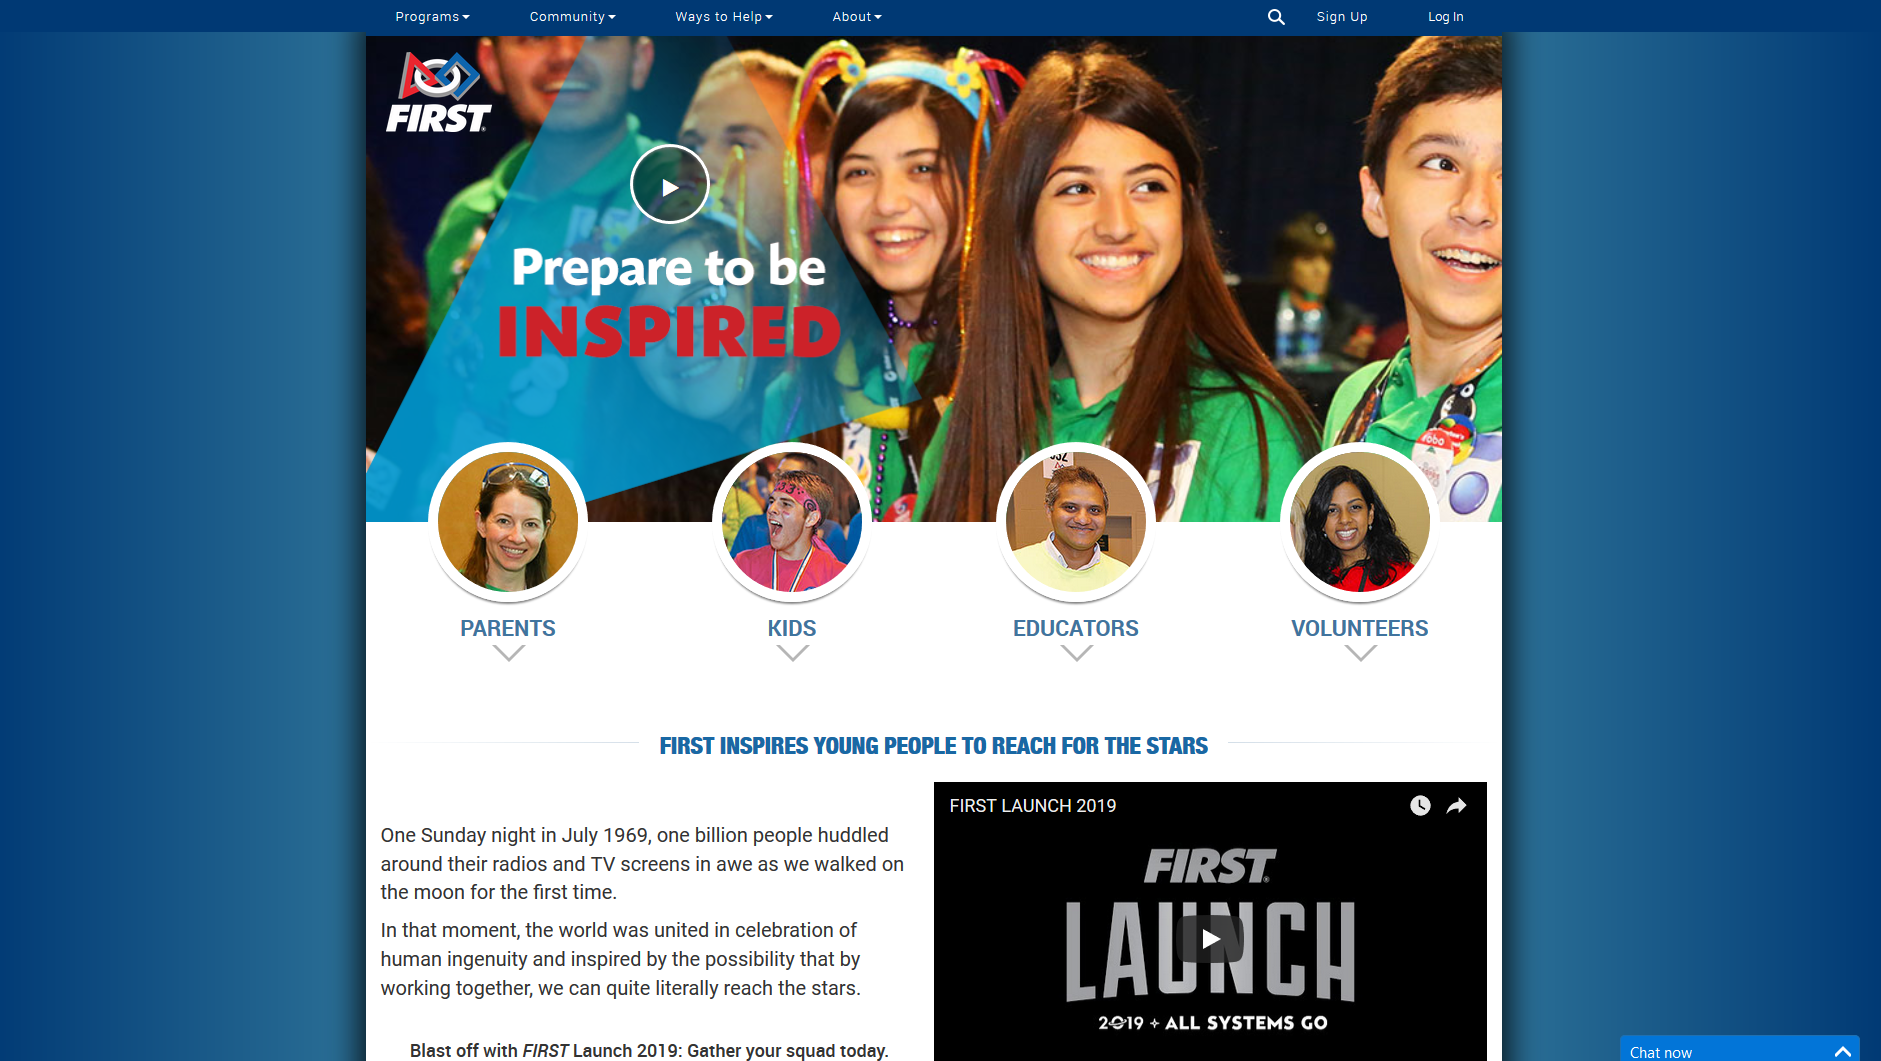 Programs
Community
Ways to Help
About
Sign Up
Log In
FIRST
Prepare to be
INSPIRED
PARENTS
KIDS
EDUCATORS
VOLUNTEERS
FIRST INSPIRES YOUNG PEOPLE TO REACH FOR THE STARS
One Sunday night in July 1969, one billion people huddled
around their radios and TV screens in awe as we walked on
the moon for the first time.
In that moment, the world was united in celebration of
human ingenuity and inspired by the possibility that by
working together, we can quite literally reach the stars.
Blast off with FIRST Launch 2019: Gather your squad today.
FIRST LAUNCH 2019
FIRST
LAUNCH
2019 + ALL SYSTEMS GO
Chat now